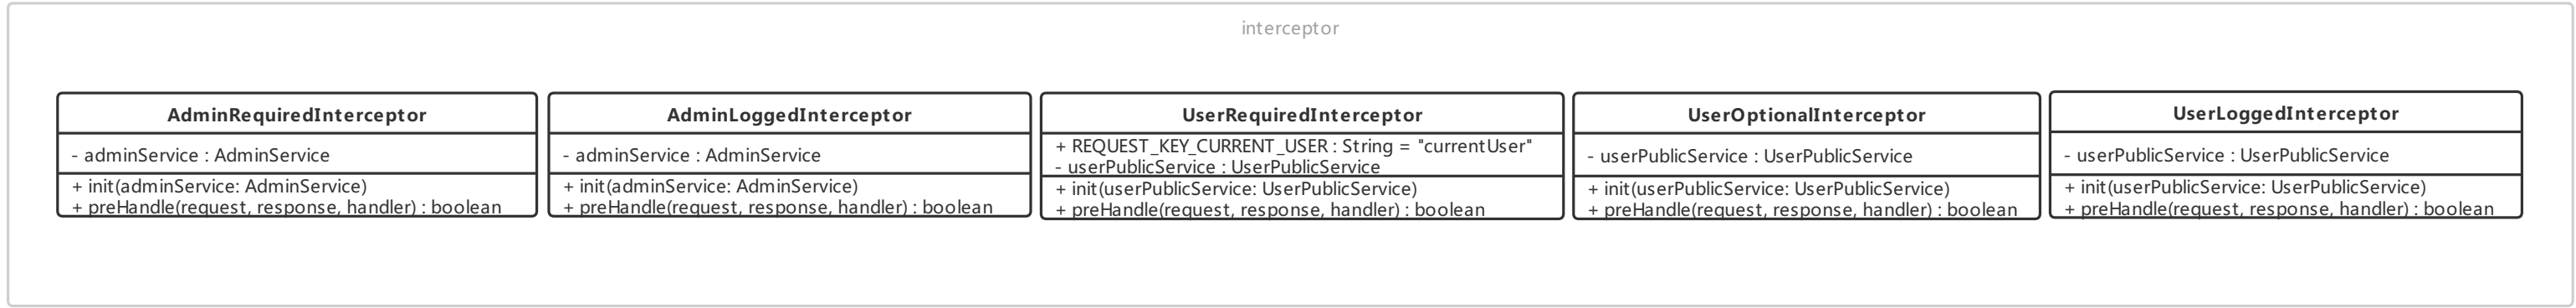 interceptor
AdminRequiredInterceptor
- adminService : AdminService
+ init(adminService: AdminService)
+ preHandle(request, response, handler) : boolean
AdminLoggedInterceptor
- adminService : AdminService
+ init(adminService: AdminService)
+ preHandle(request, response, handler) : boolean
UserRequiredInterceptor
+ REQUEST_KEY_CURRENT_USER : String = "currentUser"
- userPublicService : UserPublicService
+ init(userPublicService: UserPublicService)
+ preHandle(request, response, handler) : boolean
UserOptionalInterceptor
- userPublicService : UserPublicService
+ init(userPublicService: UserPublicService)
+ preHandle(request, response, handler) : boolean
UserLoggedInterceptor
- userPublicService : UserPublicService
+ init(userPublicService: UserPublicService)
+ preHandle(request, response, handler) : boolean